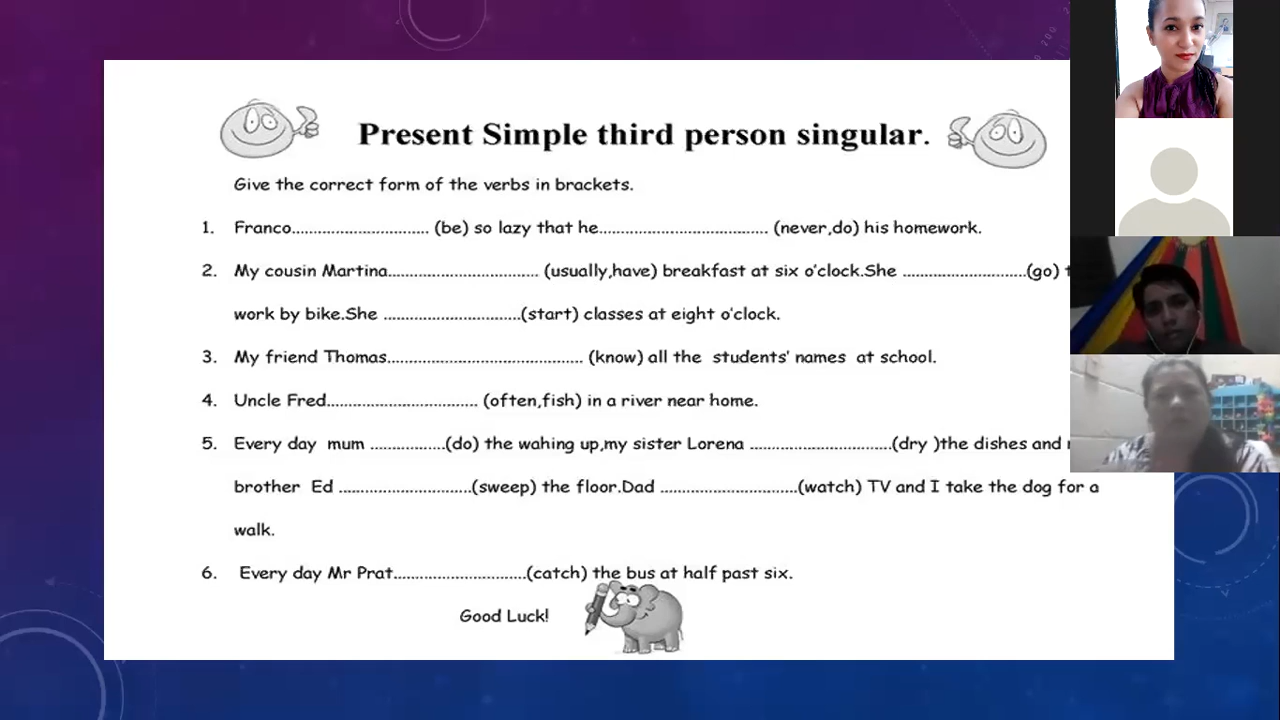 Present Simple third person singular.
Give the correct form of the verbs in brackets.
1. Franco.............................. (be) so lazy that he..................................... (never,do) his homework.
2. My cousin Martina................................. (usually,have) breakfast at six o'clock.She ...........................(go)
work by bike.She ..............................(start) classes at eight o'clock.
3. My friend Thomas........................................... (know) all the students' names at school.
4. Uncle Fred................................. (often,fish) in a river near home.
5. Every day mum ................(do) the wahing up,my sister Lorena ...............................(dry )the dishes and
brother Ed .............................(sweep) the floor.Dad ..............................(watch) TV and I take the dog for a
walk.
6. Every day Mr Prat.............................(catch) the bus at half past six.
Good Luck!